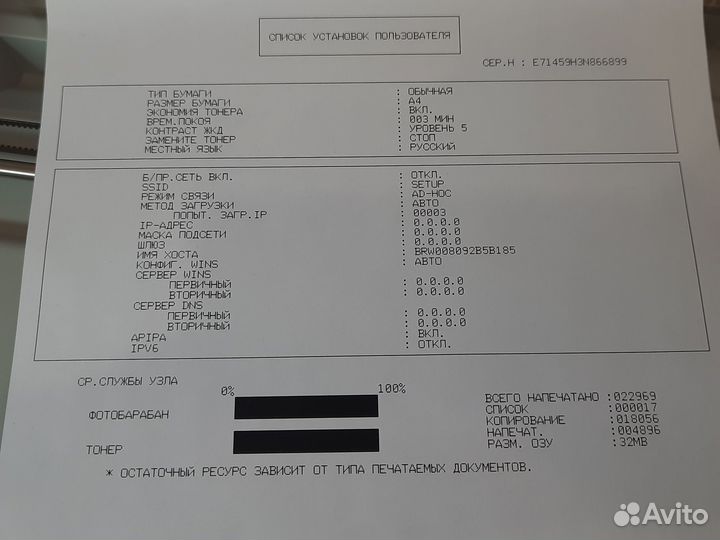 СПИСОК УСТАНОВОК ПОЛЬЗОВАТЕЛЯ
СЕР.Н : E71459H3N866899
ТИП БУМАГИ : ОБЫЧНАЯ
РАЗМЕР БУМАГИ : A4
ЭКОНОМИЯ ТОНЕРА : ВКЛ.
ВРЕМ.ПОКОЯ : 003 МИН
КОНТРАСТ ЖКД : УРОВЕНЬ 5
ЗАМЕНИТЕ ТОНЕР : СТОП
МЕСТНЫЙ ЯЗЫК : РУССКИЙ
Б/ПР.СЕТЬ ВКЛ. : ОТКЛ.
SSID : SETUP
РЕЖИМ СВЯЗИ : AD-HOC
МЕТОД ЗАГРУЗКИ : АВТО
ПОПЫТ. ЗАГР.IP : 00003
IP-АДРЕС : 0.0.0.0
МАСКА ПОДСЕТИ : 0.0.0.0
ШЛЮЗ : 0.0.0.0
ИМЯ ХОСТА : BRW008092B5B185
КОНФИГ. WINS : АВТО
СЕРВЕР WINS
ПЕРВИЧНЫЙ : 0.0.0.0
ВТОРИЧНЫЙ : 0.0.0.0
СЕРВЕР DNS
ПЕРВИЧНЫЙ : 0.0.0.0
ВТОРИЧНЫЙ : 0.0.0.0
APIPA : ВКЛ.
IPV6 : ОТКЛ.
СР.СЛУЖБЫ УЗЛА
0% 100%
ФОТОБАРАБАН
ТОНЕР
ВСЕГО НАПЕЧАТАНО :022969
СПИСОК :000017
КОПИРОВАНИЕ :018056
НАПЕЧАТ. :004896
РАЗМ. ОЗУ :32MB
* ОСТАТОЧНЫЙ РЕСУРС ЗАВИСИТ ОТ ТИПА ПЕЧАТАЕМЫХ ДОКУМЕНТОВ.
Avito